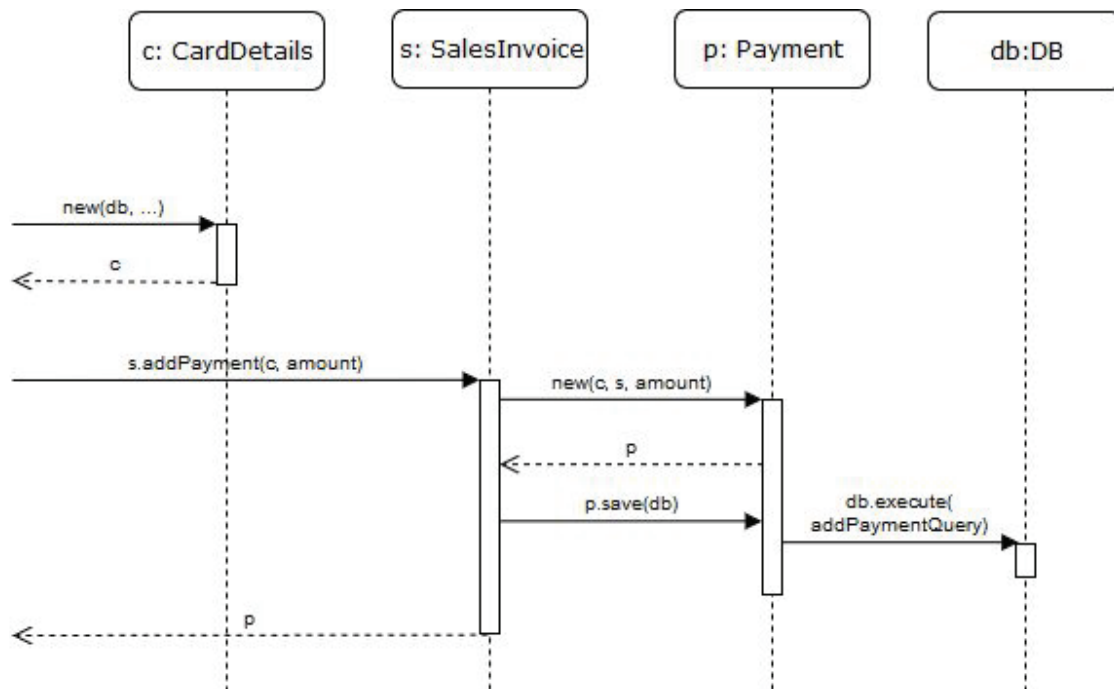 c: CardDetails
s: SalesInvoice
p: Payment
db:DB
new(db, ...)
c
s.addPayment(c, amount)
new(c, s, amount)
p
p.save(db)
db.execute(
addPaymentQuery)
p